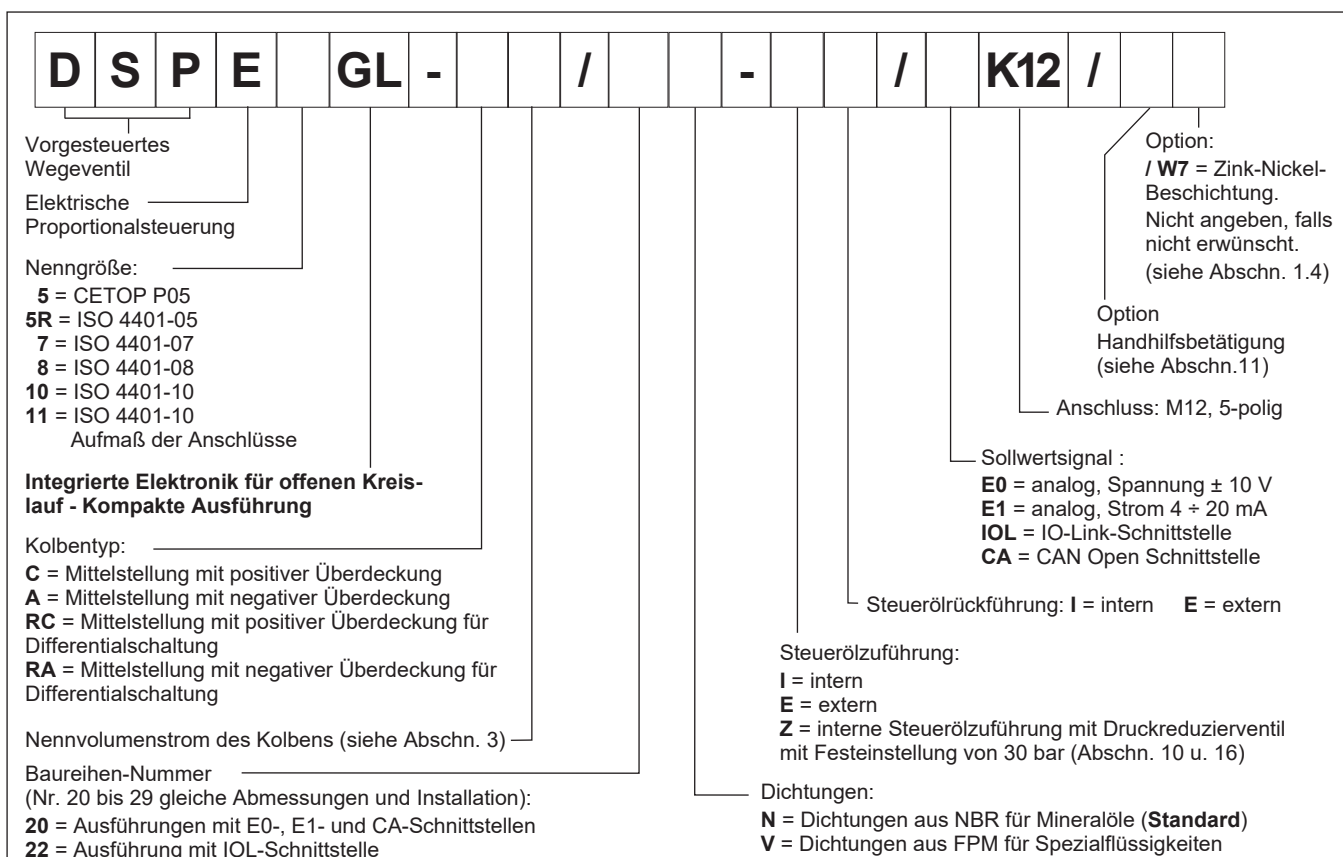 D S P E GL - / - / K12 /
Vorgesteuertes
Wegeventil
Elektrische
Proportionalsteuerung
Nenngröße:
5 = CETOP P05
5R = ISO 4401-05
7 = ISO 4401-07
8 = ISO 4401-08
10 = ISO 4401-10
11 = ISO 4401-10
Aufmaß der Anschlüsse
Integrierte Elektronik für offenen Kreis-
lauf - Kompakte Ausführung
Kolbentyp:
C = Mittelstellung mit positiver Überdeckung
A = Mittelstellung mit negativer Überdeckung
RC = Mittelstellung mit positiver Überdeckung für
Differentialschaltung
RA = Mittelstellung mit negativer Überdeckung für
Differentialschaltung
Nennvolumenstrom des Kolbens (siehe Abschn. 3)
Baureihen-Nummer
(Nr. 20 bis 29 gleiche Abmessungen und Installation):
20 = Ausführungen mit E0-, E1- und CA-Schnittstellen
22 = Ausführung mit IOL-Schnittstelle
Option:
/ W7 = Zink-Nickel-
Beschichtung.
Nicht angeben, falls
nicht erwünscht.
(siehe Abschn. 1.4)
Option
Handhilfsbetätigung
(siehe Abschn.11)
Anschluss: M12, 5-polig
Sollwertsignal :
E0 = analog, Spannung ± 10 V
E1 = analog, Strom 4 ÷ 20 mA
IOL = IO-Link-Schnittstelle
CA = CAN Open Schnittstelle
Steuerölrückführung: I = intern E = extern
Steuerölzuführung:
I = intern
E = extern
Z = interne Steuerölzuführung mit Druckreduzierventil
mit Festeinstellung von 30 bar (Abschn. 10 u. 16)
Dichtungen:
N = Dichtungen aus NBR für Mineralöle (Standard)
V = Dichtungen aus FPM für Spezialflüssigkeiten